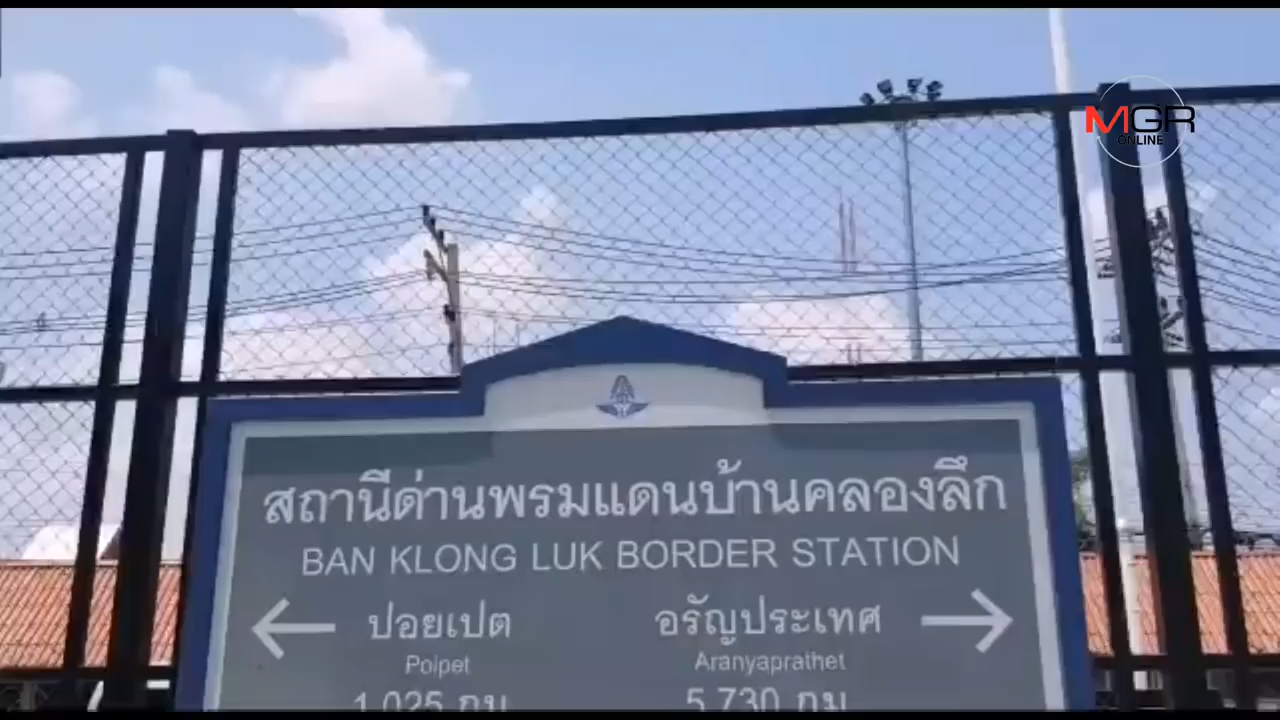 MGR
ONLINE
สถานีด่านพรมแดนบ้านคลองลึก
BAN KLONG LUK BORDER STATION
← ปอยเปต อรัญประเทศ →
Poipet Aranyaprathet
1.025 กม. 5.730 กม.